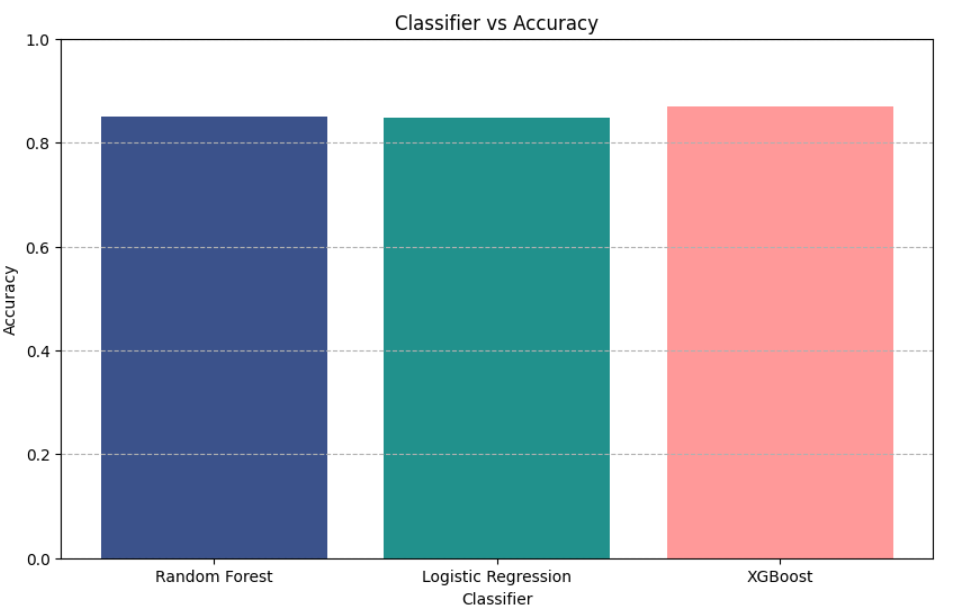 Classifier vs Accuracy
1.0
0.8
0.6
0.4
0.2
0.0
Accuracy
Random Forest
Logistic Regression
XGBoost
Classifier